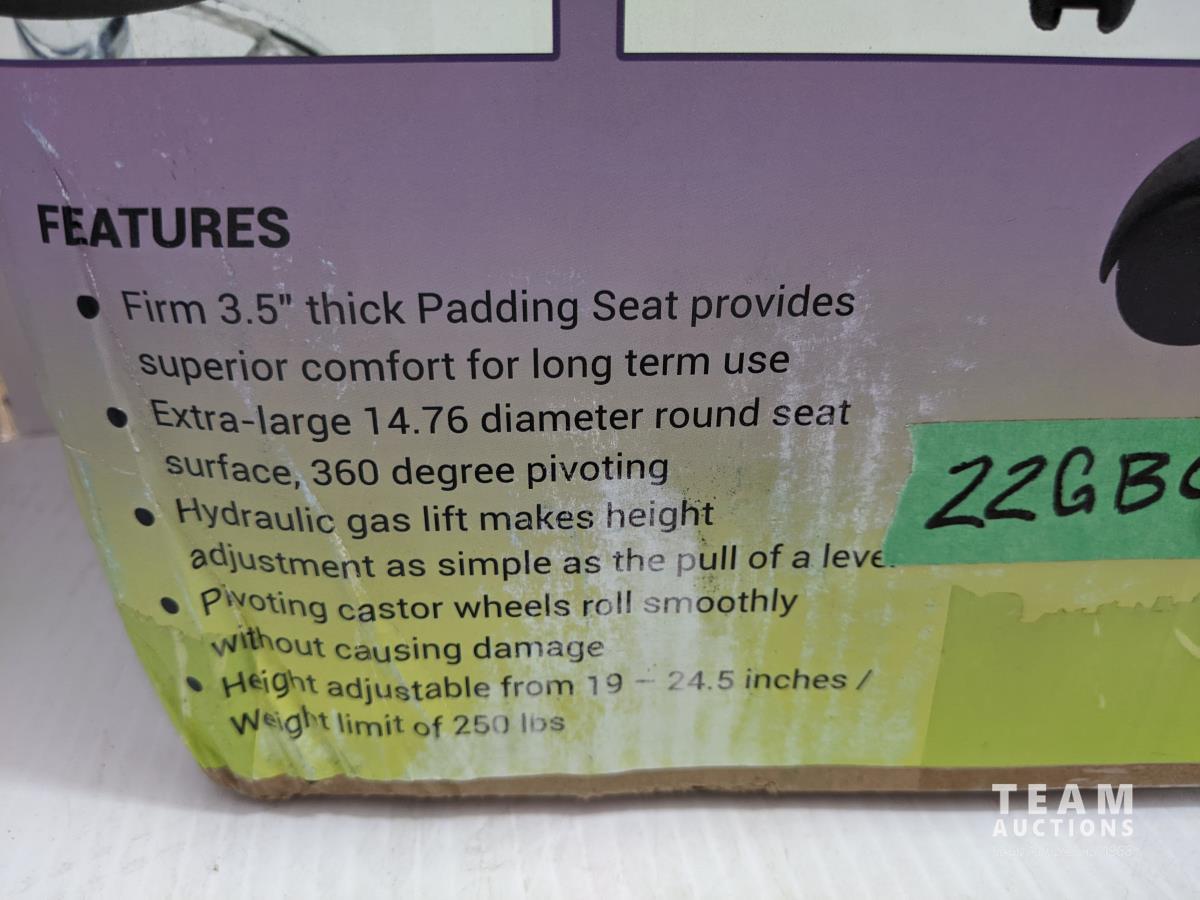 FEATURES
● Firm 3.5" thick Padding Seat provides
superior comfort for long term use
● Extra-large 14.76 diameter round seat
surface, 360 degree pivoting
● Hydraulic gas lift makes height
adjustment as simple as the pull of a leve
● Pivoting castor wheels roll smoothly
without causing damage
● Height adjustable from 19 – 24.5 inches /
Weight limit of 250 lbs
22GB
TEAM
AUCTIONS